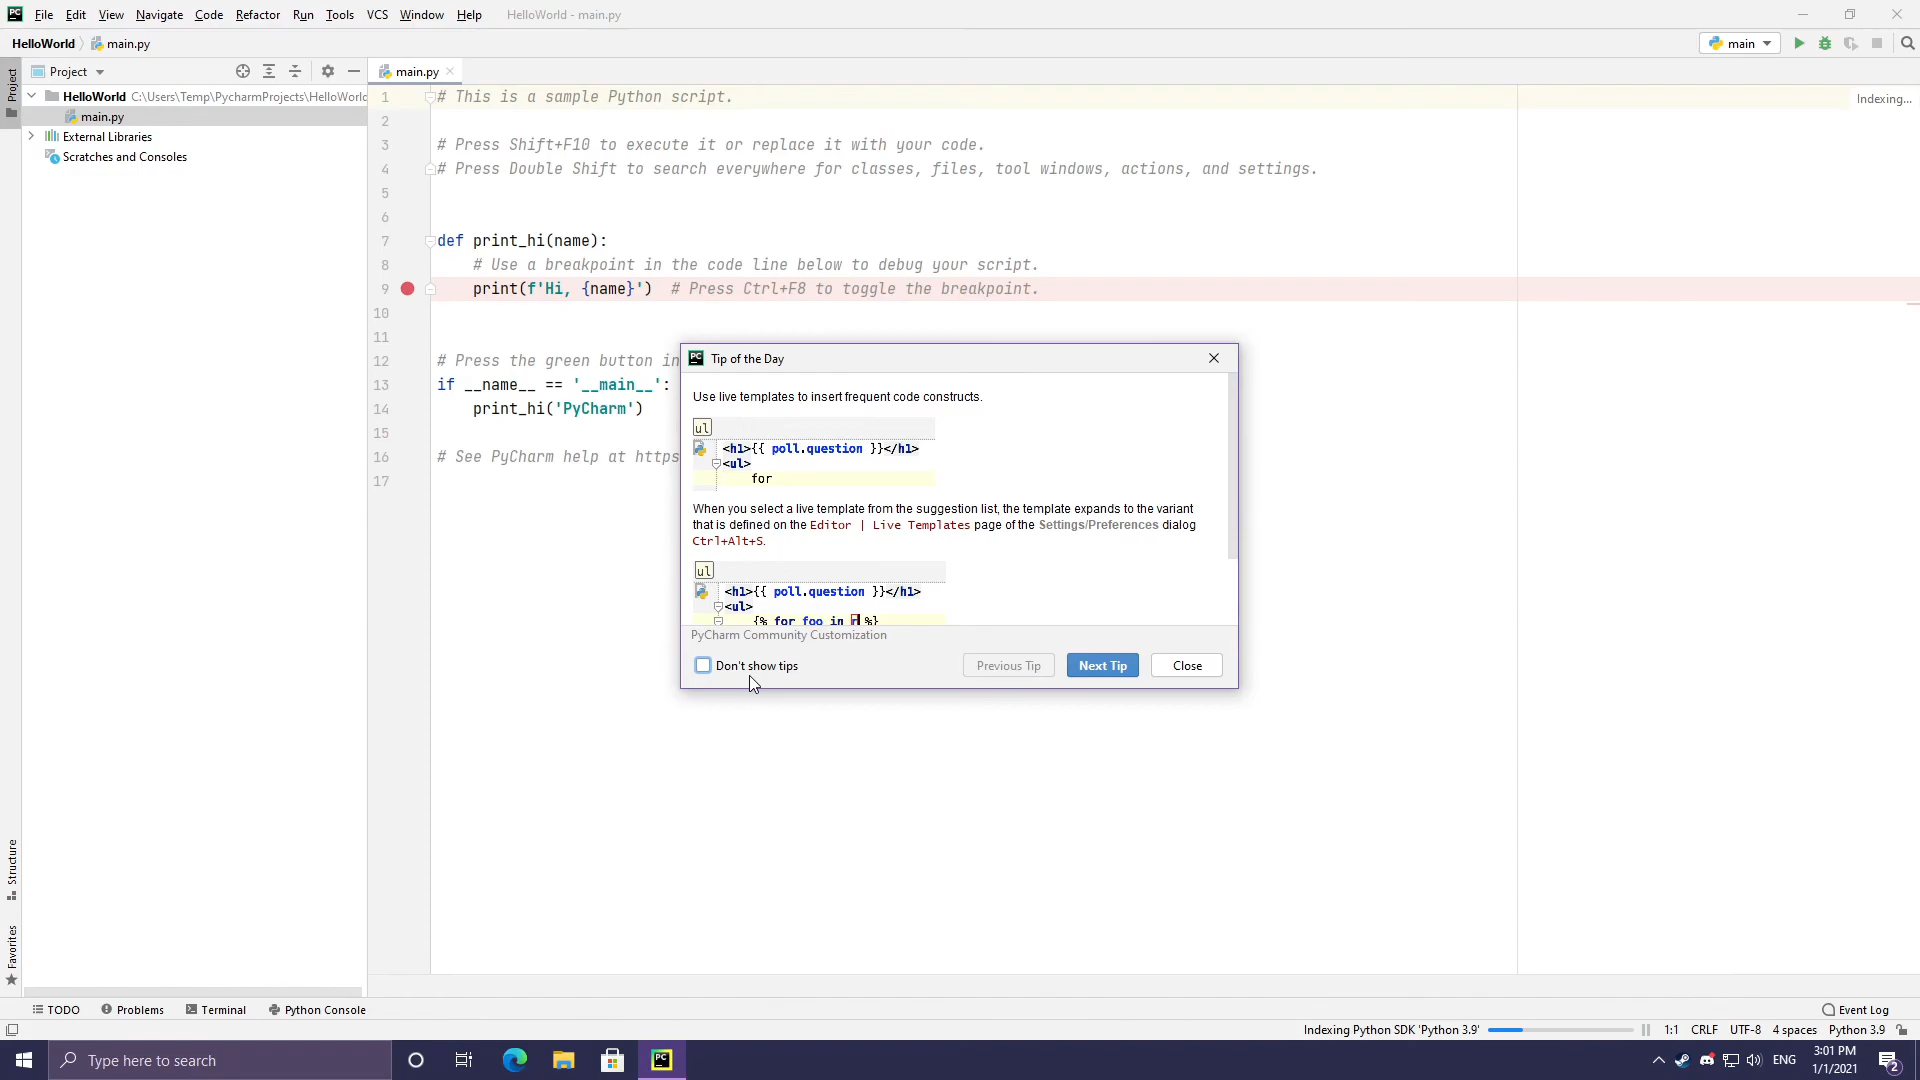 PC File Edit View Navigate Code Refactor Run Tools VCS Window Help HelloWorld - main.py
HelloWorld main.py main
Project main.py
Project
HelloWorld C:\Users\Temp\PycharmProjects\HelloWorld
main.py
External Libraries
Scratches and Consoles
Structure
Favorites
1 # This is a sample Python script.
Indexing...
2
3 # Press Shift+F10 to execute it or replace it with your code.
4 # Press Double Shift to search everywhere for classes, files, tool windows, actions, and settings.
5
6
7 def print_hi(name):
8 # Use a breakpoint in the code line below to debug your script.
9 print(f'Hi, {name}') # Press Ctrl+F8 to toggle the breakpoint.
10
11
12 # Press the green button in
13 if __name__ == '__main__':
14 print_hi('PyCharm')
15
16 # See PyCharm help at https
17
PC Tip of the Day
Use live templates to insert frequent code constructs.
ul
<h1>{{ poll.question }}</h1>
<ul>
for
When you select a live template from the suggestion list, the template expands to the variant
that is defined on the Editor | Live Templates page of the Settings/Preferences dialog
Ctrl+Alt+S.
ul
<h1>{{ poll.question }}</h1>
<ul>
{% for foo in r %}
PyCharm Community Customization
Don't show tips Previous Tip Next Tip Close
TODO Problems Terminal Python Console Event Log
Indexing Python SDK 'Python 3.9' 1:1 CRLF UTF-8 4 spaces Python 3.9
Type here to search PC ENG 3:01 PM
1/1/2021 2